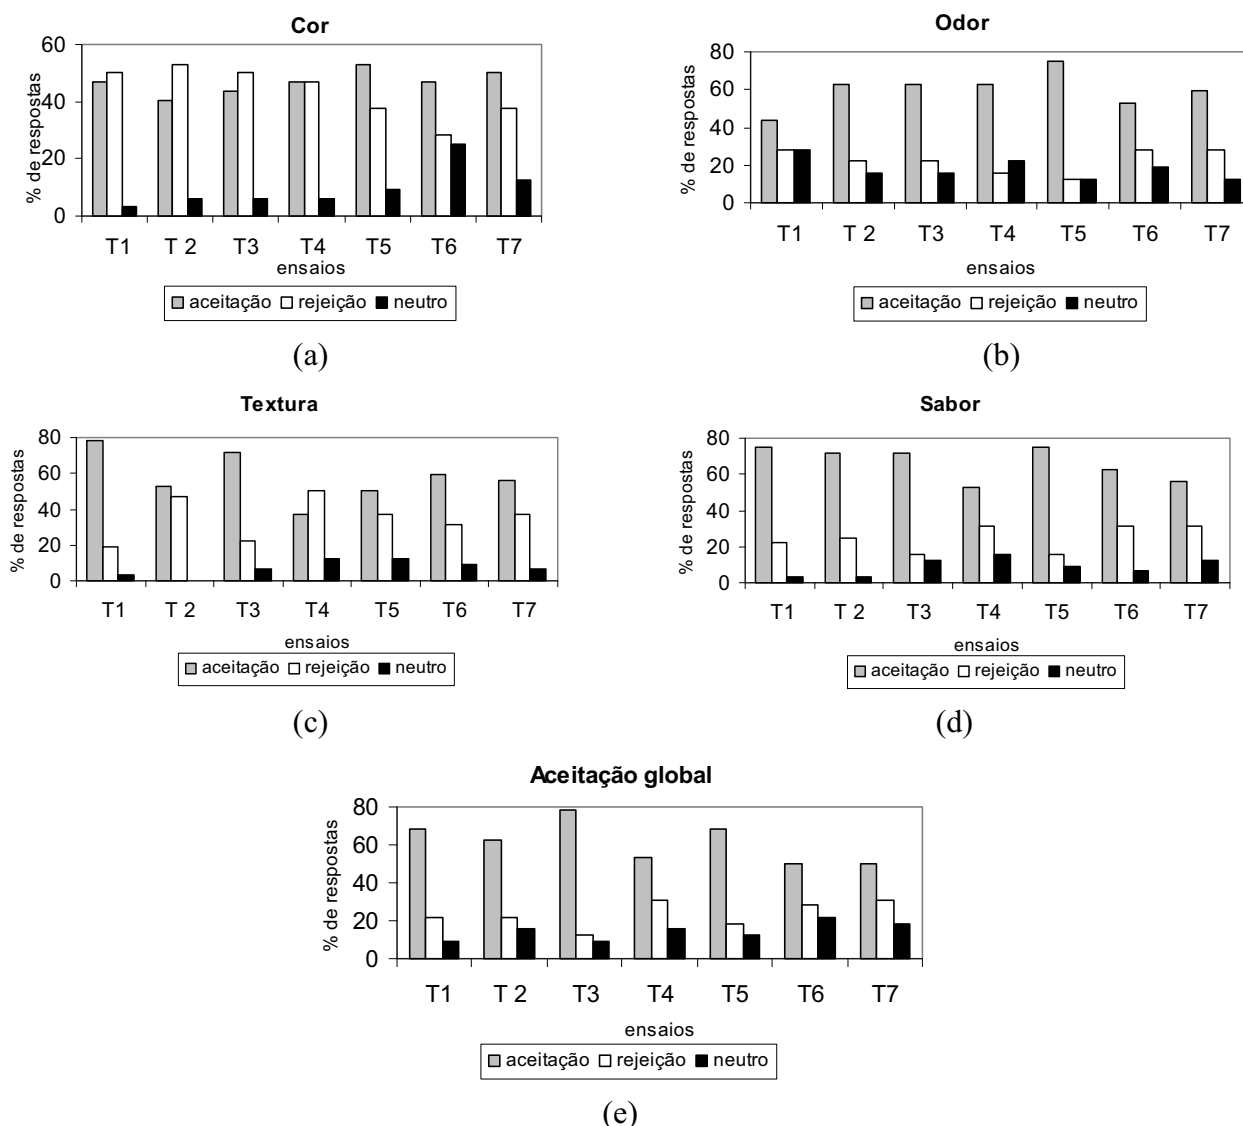 Cor
% de respostas
60
40
20
0
T1 T 2 T3 T4 T5 T6 T7
ensaios
aceitação rejeição neutro
(a)
Odor
% de respostas
80
60
40
20
0
T1 T 2 T3 T4 T5 T6 T7
ensaios
aceitação rejeição neutro
(b)
Textura
% de respostas
80
60
40
20
0
T1 T 2 T3 T4 T5 T6 T7
ensaios
aceitação rejeição neutro
(c)
Sabor
% de respostas
80
60
40
20
0
T1 T 2 T3 T4 T5 T6 T7
ensaios
aceitação rejeição neutro
(d)
Aceitação global
% de respostas
80
60
40
20
0
T1 T 2 T3 T4 T5 T6 T7
ensaios
aceitação rejeição neutro
(e)